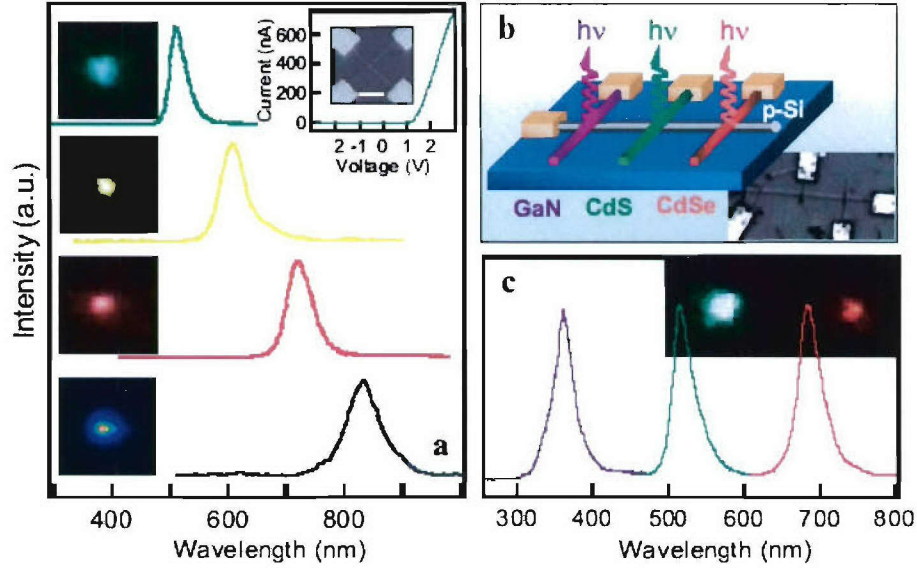 Intensity (a.u.)
Current (nA)
600
400
200
0
2 -1 0 1 2
Voltage (V)
a
400 600 800
Wavelength (nm)
b
hν hν hν
p-Si
GaN CdS CdSe
c
300 400 500 600 700 800
Wavelength (nm)